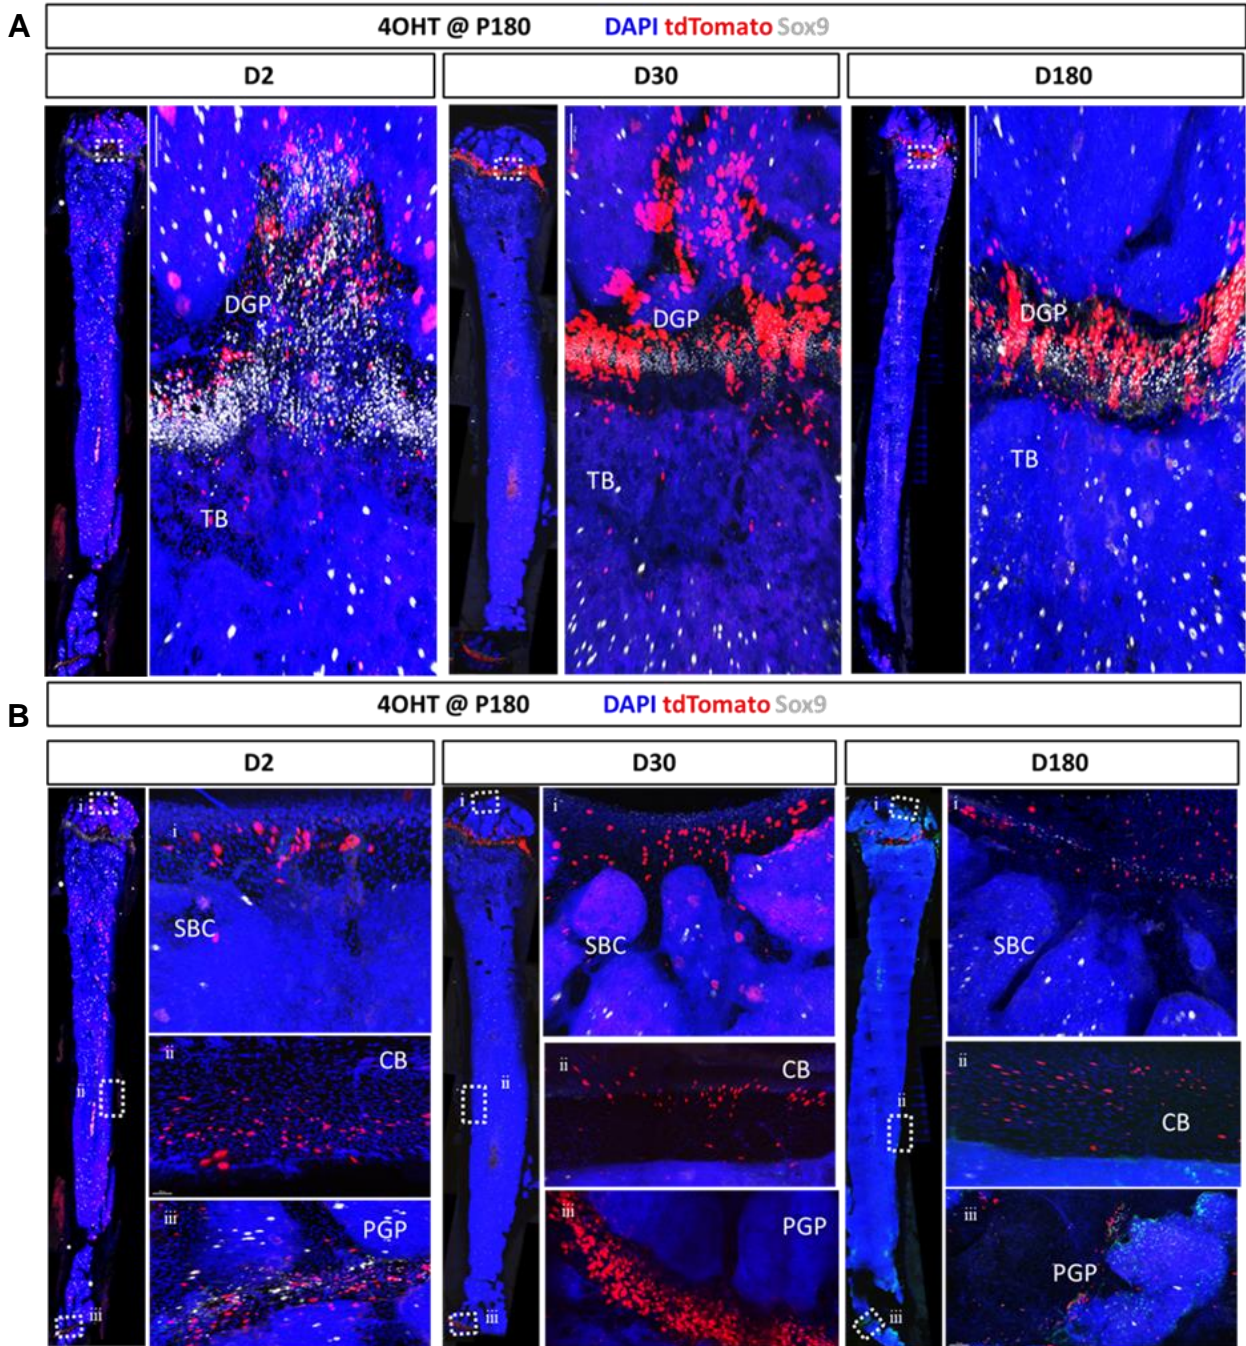 A
4OHT @ P180 DAPI tdTomato Sox9
D2 D30 D180
DGP DGP DGP
TB TB TB
B
4OHT @ P180 DAPI tdTomato Sox9
D2 D30 D180
i i i i i i
SBC SBC SBC
ii ii ii ii ii ii
CB CB CB
iii iii iii iii iii iii
PGP PGP PGP